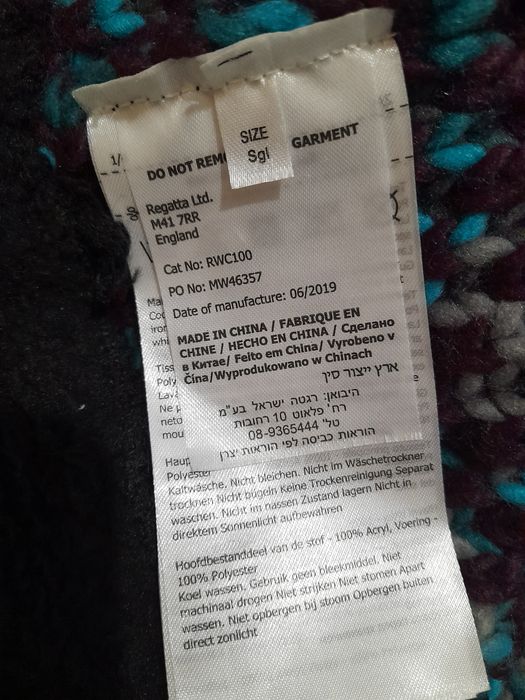 SIZE
Sgl
DO NOT REM GARMENT
Regatta Ltd.
M41 7RR
England
Cat No: RWC100
PO No: MW46357
Date of manufacture: 06/2019
MADE IN CHINA / FABRIQUE EN
CHINE / HECHO EN CHINA / Сделано
в Китае/ Feito em China/ Vyrobeno v
Čína/Wyprodukowano w Chinach
ארץ ייצור סין
היבואן: רגטה ישראל בע"מ
רח' פלאוט 10 רחובות
טל' 08-9365444
הוראות כביסה לפי הוראות יצרן
Polyester
Kaltwäsche. Nicht bleichen. Nicht im Wäschetrockner
trocknen Nicht bügeln Keine Trockenreinigung Separat
waschen. Nicht im nassen Zustand lagern Nicht in
direktem Sonnenlicht aufbewahren
Hoofdbestanddeel van de stof - 100% Acryl, Voering -
100% Polyester
Koel wassen. Gebruik geen bleekmiddel. Niet
machinaal drogen Niet strijken Niet stomen Apart
wassen. Niet opbergen bij stoom Opbergen buiten
direct zonlicht